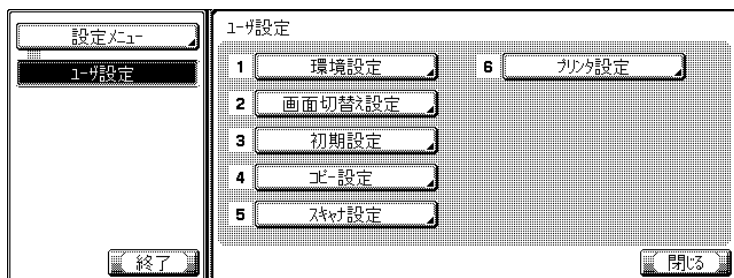 設定メニュー
ユーザ設定
終了
ユーザ設定
1 環境設定
2 画面切替え設定
3 初期設定
4 コピー設定
5 スキャナ設定
6 プリンタ設定
閉じる